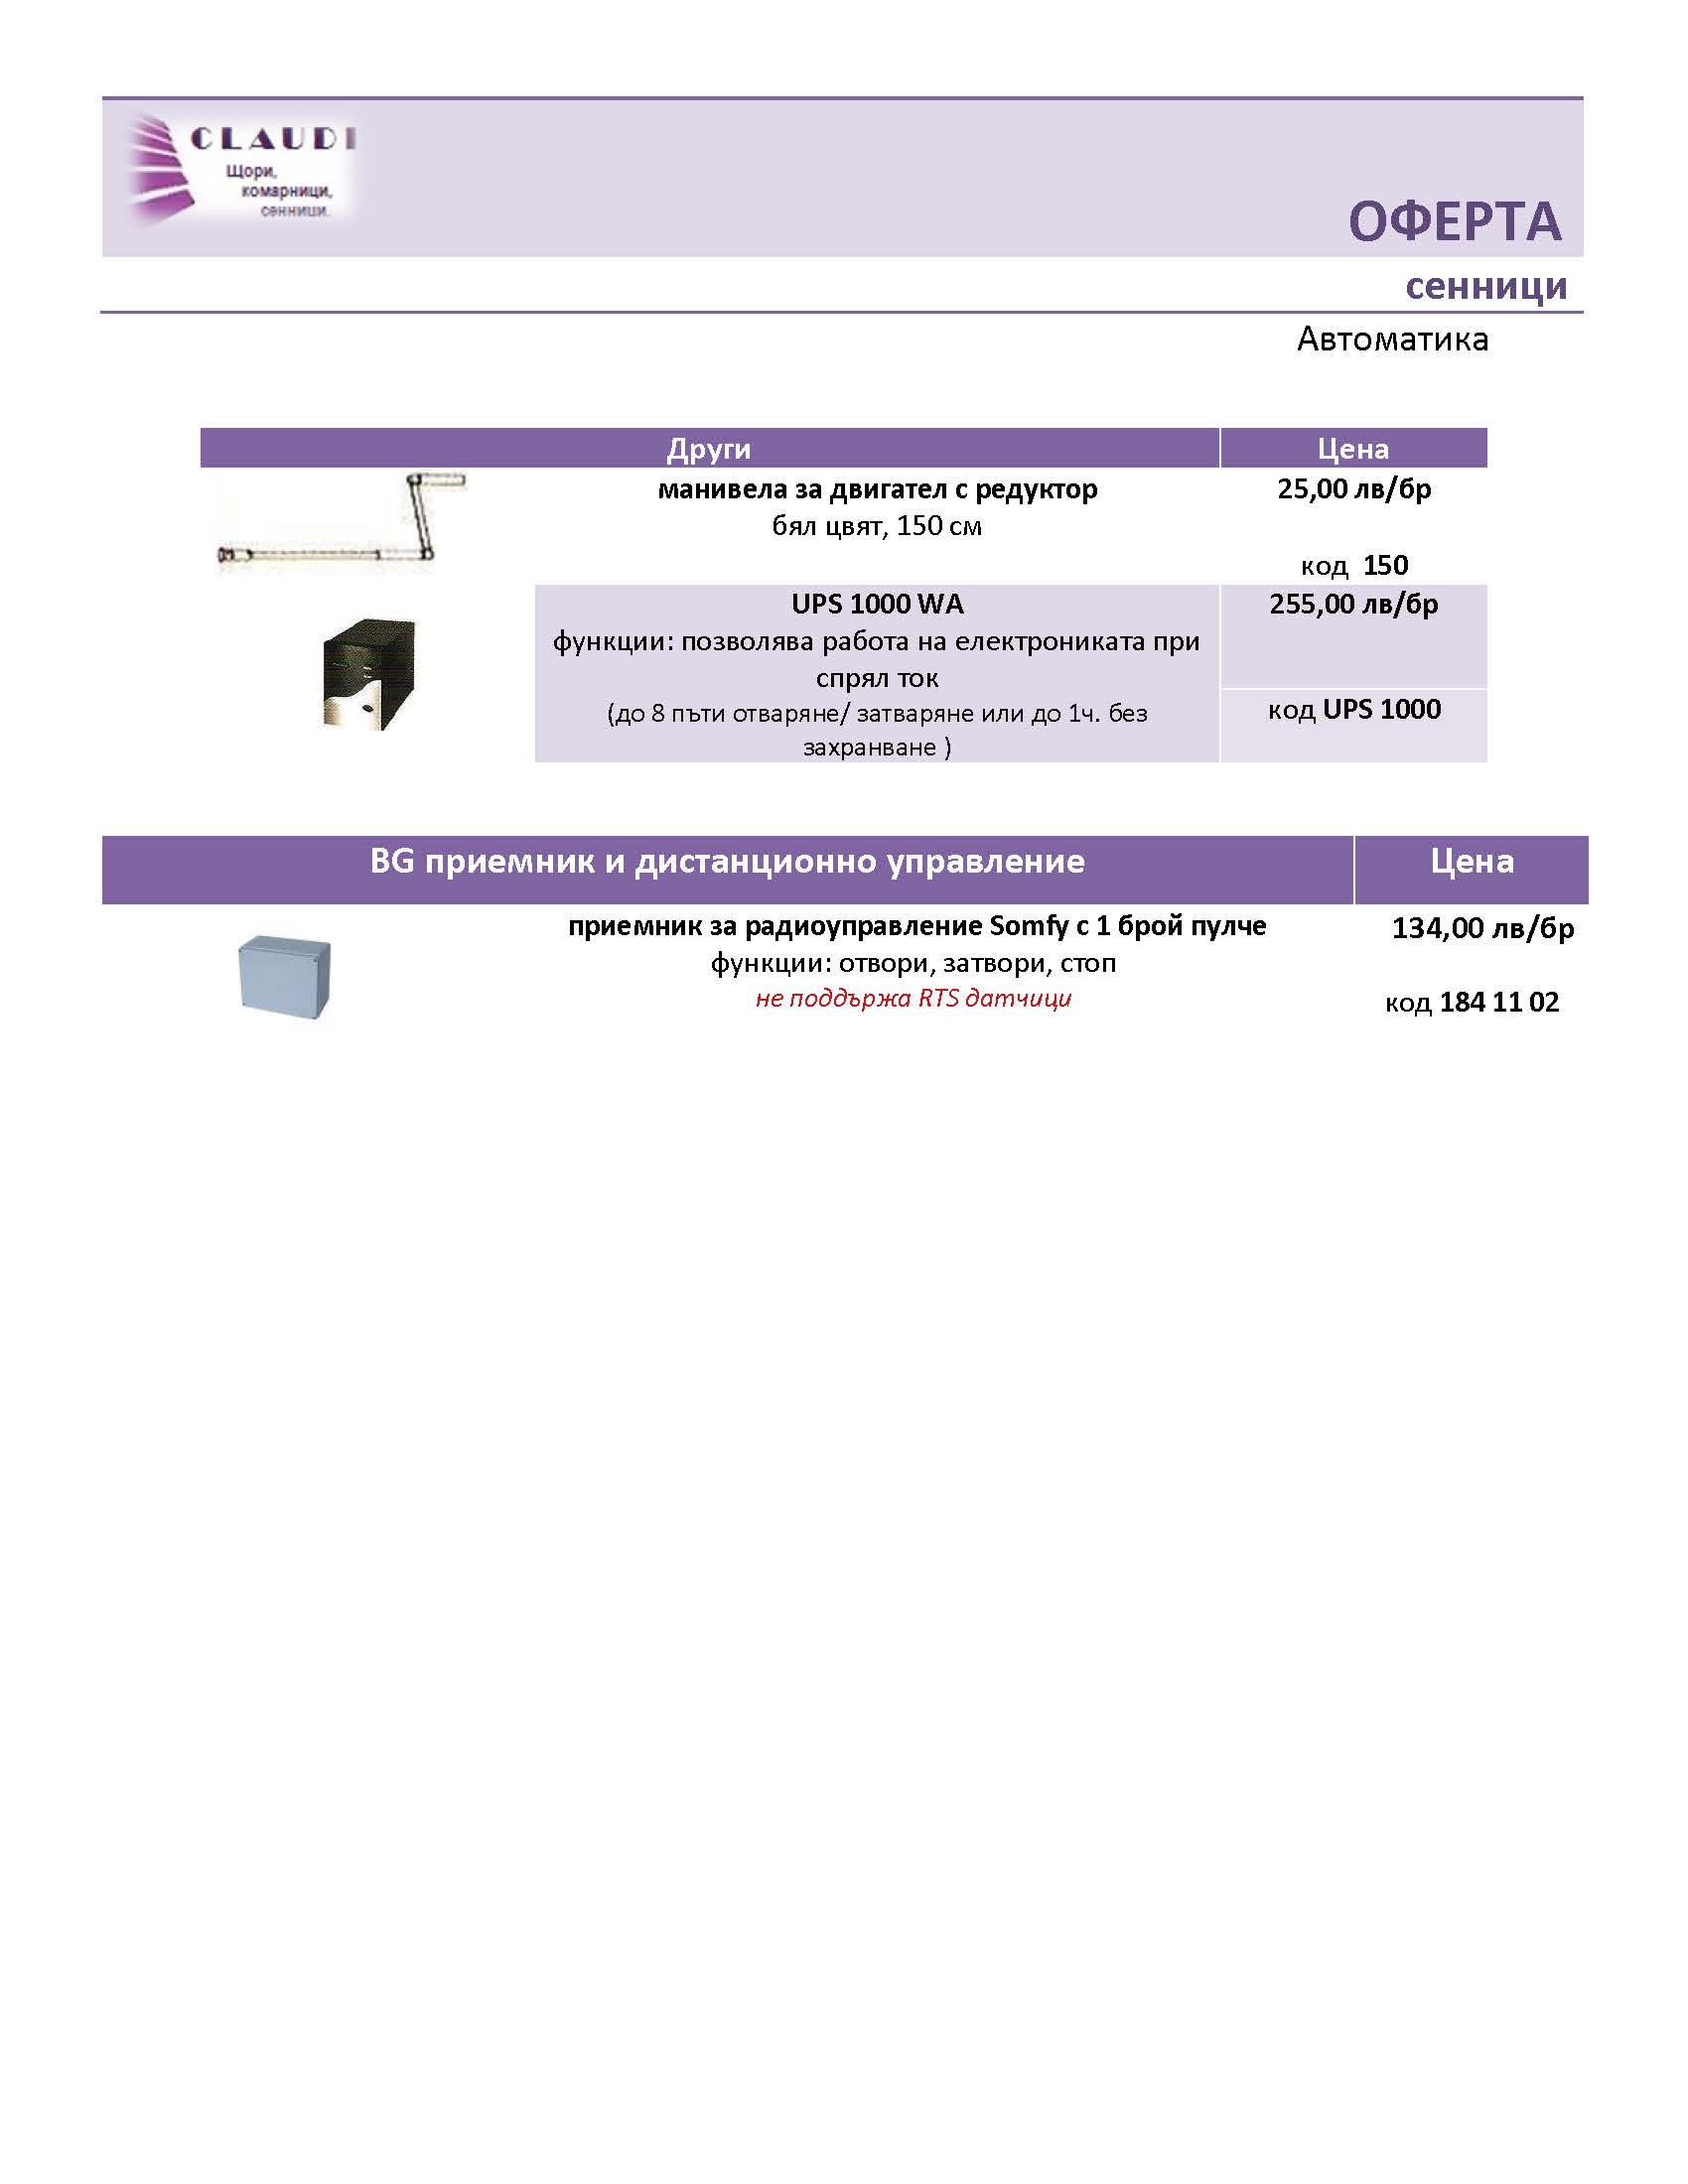 CLAUDI
Щори,
комарници,
сенници.
ОФЕРТА
сенници
Автоматика
Други
Цена
манивела за двигател с редуктор
25,00 лв/бр
бял цвят, 150 см
код 150
UPS 1000 WA
255,00 лв/бр
функции: позволява работа на електрониката при
спрял ток
(до 8 пъти отваряне/ затваряне или до 1ч. без
захранване )
код UPS 1000
BG приемник и дистанционно управление
Цена
приемник за радиоуправление Somfy с 1 брой пулче
134,00 лв/бр
функции: отвори, затвори, стоп
не поддържа RTS датчици
код 184 11 02